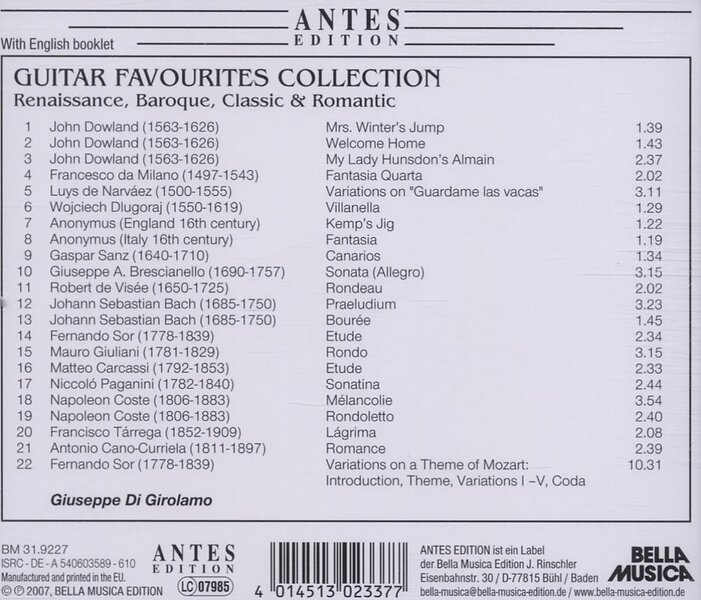 ANTES
EDITION
With English booklet
GUITAR FAVOURITES COLLECTION
Renaissance, Baroque, Classic & Romantic
1 John Dowland (1563-1626) Mrs. Winter's Jump 1.39
2 John Dowland (1563-1626) Welcome Home 1.43
3 John Dowland (1563-1626) My Lady Hunsdon's Almain 2.37
4 Francesco da Milano (1497-1543) Fantasia Quarta 2.02
5 Luys de Narváez (1500-1555) Variations on "Guardame las vacas" 3.11
6 Wojciech Dlugoraj (1550-1619) Villanella 1.29
7 Anonymus (England 16th century) Kemp's Jig 1.22
8 Anonymus (Italy 16th century) Fantasia 1.19
9 Gaspar Sanz (1640-1710) Canarios 1.34
10 Giuseppe A. Brescianello (1690-1757) Sonata (Allegro) 3.15
11 Robert de Visée (1650-1725) Rondeau 2.02
12 Johann Sebastian Bach (1685-1750) Praeludium 3.23
13 Johann Sebastian Bach (1685-1750) Bourée 1.45
14 Fernando Sor (1778-1839) Etude 2.34
15 Mauro Giuliani (1781-1829) Rondo 3.15
16 Matteo Carcassi (1792-1853) Etude 2.33
17 Niccoló Paganini (1782-1840) Sonatina 2.44
18 Napoleon Coste (1806-1883) Mélancolie 3.54
19 Napoleon Coste (1806-1883) Rondoletto 2.40
20 Francisco Tárrega (1852-1909) Lágrima 2.08
21 Antonio Cano-Curriela (1811-1897) Romance 2.39
22 Fernando Sor (1778-1839) Variations on a Theme of Mozart: 10.31
Introduction, Theme, Variations I –V, Coda
Giuseppe Di Girolamo
BM 31.9227
ISRC - DE - A 540603589 - 610
Manufactured and printed in the EU.
© ℗ 2007, BELLA MUSICA EDITION
ANTES
EDITION
LC 07985
4 014513 023377
ANTES EDITION ist ein Label
der Bella Musica Edition J. Rinschler
Eisenbahnstr. 30 / D-77815 Bühl / Baden
bella-musica@bella-musica-edition.de / www.bella-musica-edition.de
BELLA
MUSICA